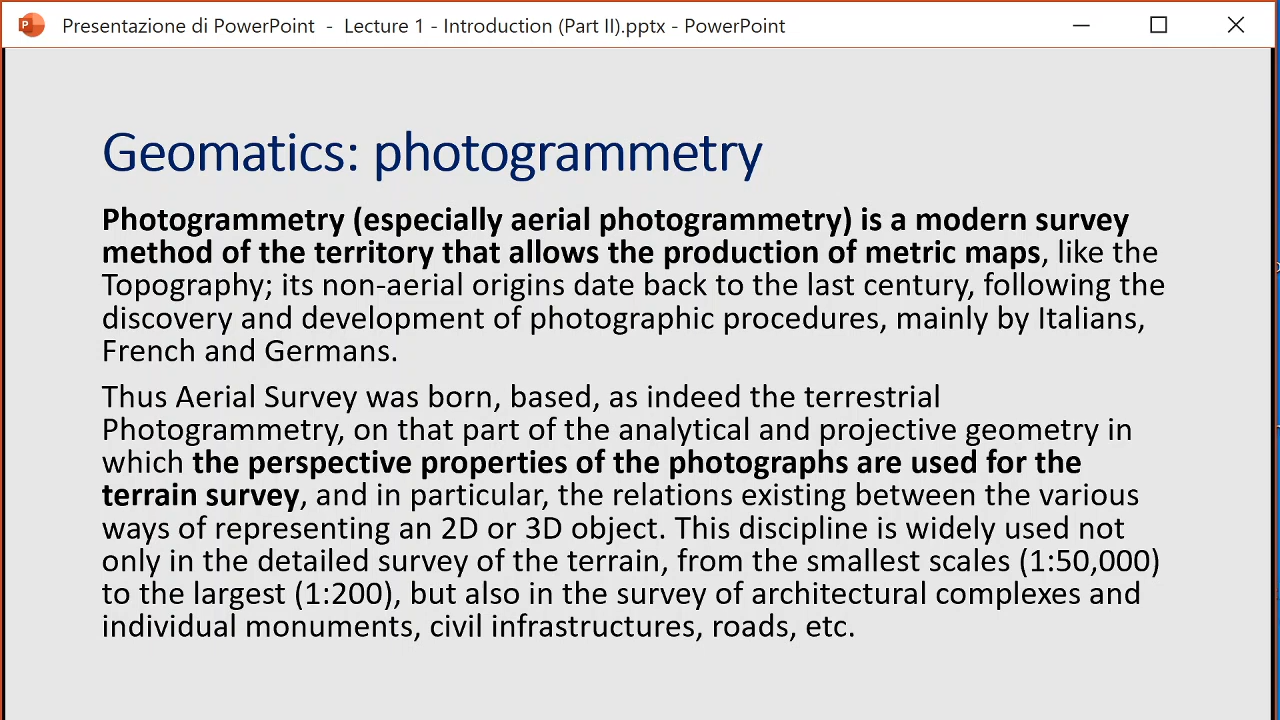 Presentazione di PowerPoint - Lecture 1 - Introduction (Part II).pptx - PowerPoint
Geomatics: photogrammetry
Photogrammetry (especially aerial photogrammetry) is a modern survey
method of the territory that allows the production of metric maps, like the
Topography; its non-aerial origins date back to the last century, following the
discovery and development of photographic procedures, mainly by Italians,
French and Germans.
Thus Aerial Survey was born, based, as indeed the terrestrial
Photogrammetry, on that part of the analytical and projective geometry in
which the perspective properties of the photographs are used for the
terrain survey, and in particular, the relations existing between the various
ways of representing an 2D or 3D object. This discipline is widely used not
only in the detailed survey of the terrain, from the smallest scales (1:50,000)
to the largest (1:200), but also in the survey of architectural complexes and
individual monuments, civil infrastructures, roads, etc.